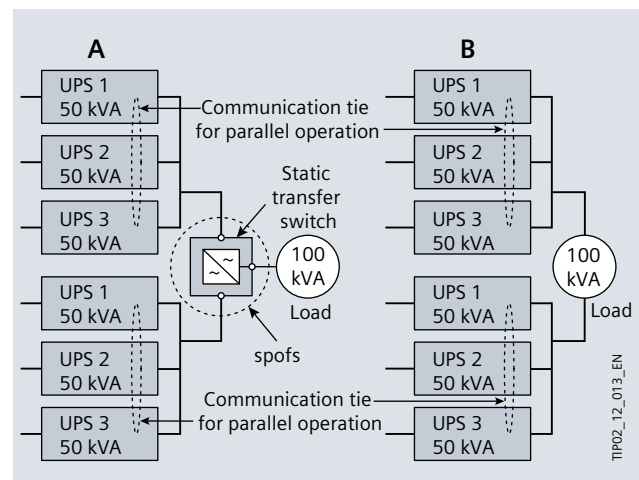 A
B
UPS 1
50 kVA
UPS 2
50 kVA
UPS 3
50 kVA
UPS 1
50 kVA
UPS 2
50 kVA
UPS 3
50 kVA
Communication tie
for parallel operation
Static
transfer
switch
100
kVA
Load
spofs
Communication tie
for parallel operation
UPS 1
50 kVA
UPS 2
50 kVA
UPS 3
50 kVA
UPS 1
50 kVA
UPS 2
50 kVA
UPS 3
50 kVA
100
kVA
Load
TIP02_12_013_EN